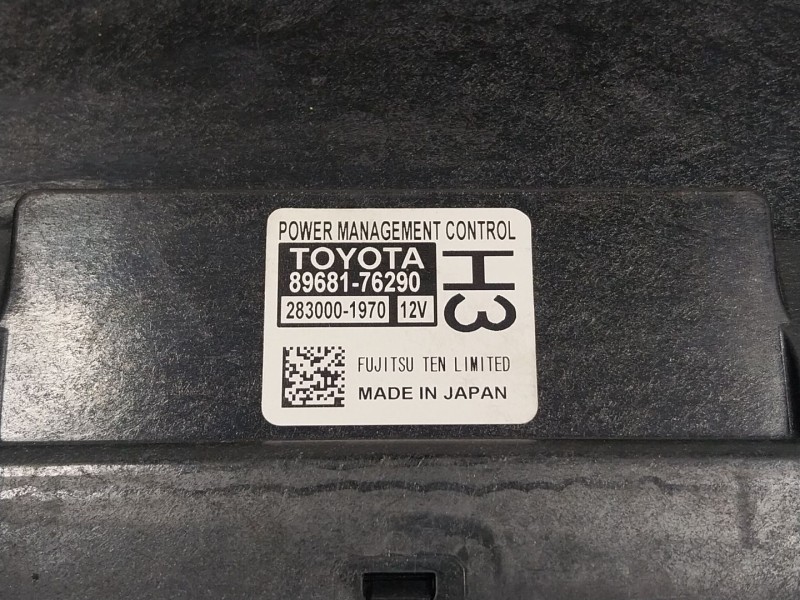 POWER MANAGEMENT CONTROL
TOYOTA
89681-76290
283000-1970 12V
H3
FUJITSU TEN LIMITED
MADE IN JAPAN